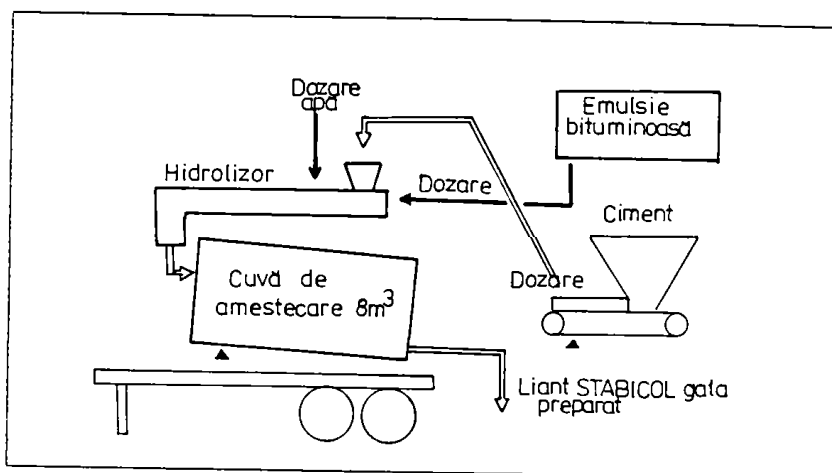 Dozare
apă
Emulsie
bituminoasă
Hidrolizor
Dozare
Ciment
Dozare
Cuvă de
amestecare 8m³
Liant STABICOL gata
preparat